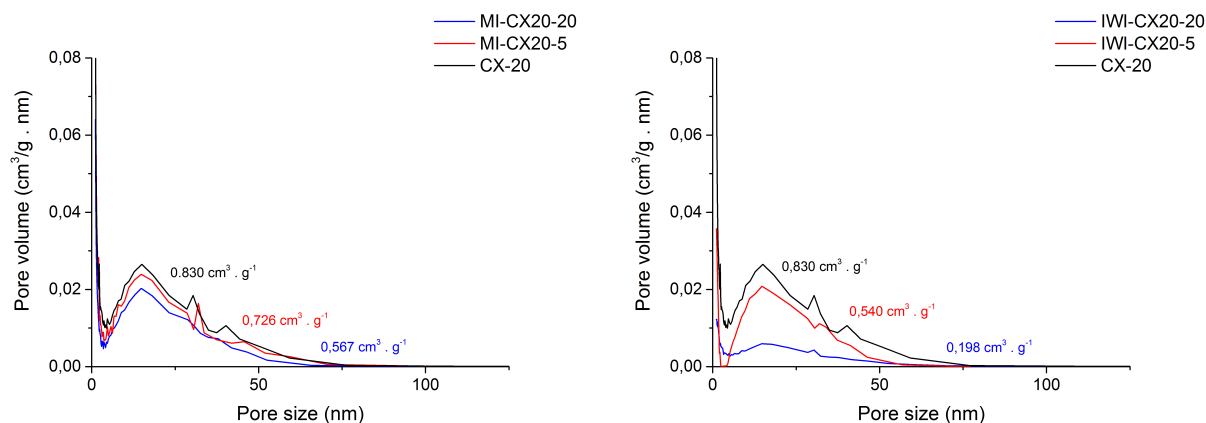 MI-CX20-20
MI-CX20-5
CX-20
0,08
0,06
0,04
0,02
0,00
Pore volume (cm³/g . nm)
0.830 cm³ . g⁻¹
0,726 cm³ . g⁻¹
0,567 cm³ . g⁻¹
0
50
100
Pore size (nm)
IWI-CX20-20
IWI-CX20-5
CX-20
0,08
0,06
0,04
0,02
0,00
Pore volume (cm³/g . nm)
0,830 cm³ . g⁻¹
0,540 cm³ . g⁻¹
0,198 cm³ . g⁻¹
0
50
100
Pore size (nm)